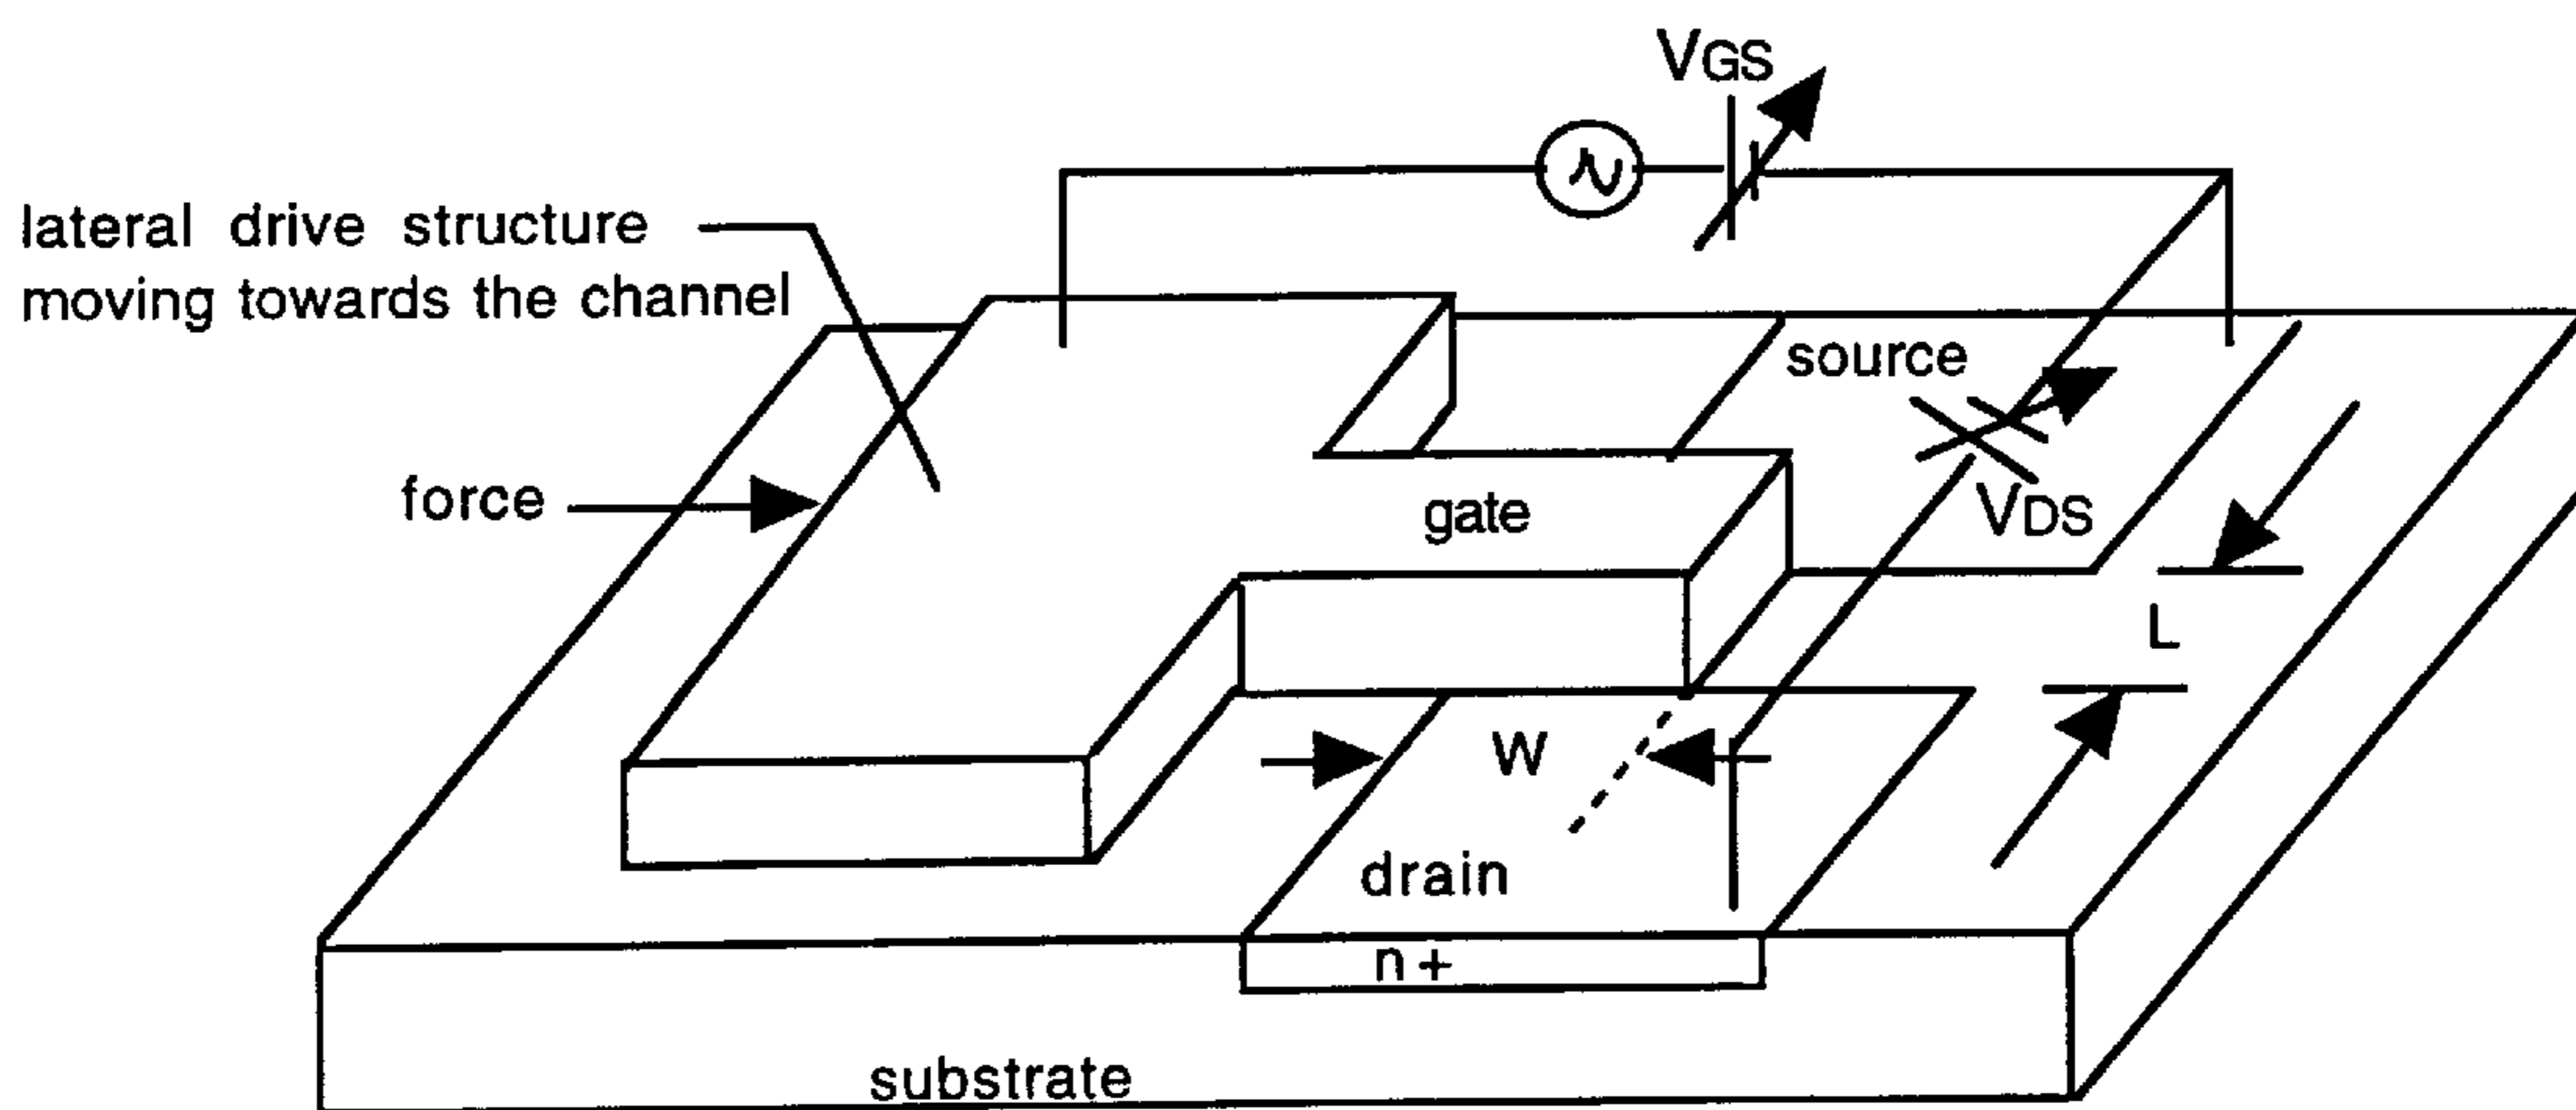 VGS
lateral drive structure
moving towards the channel
source
force
gate
VDS
L
W
drain
n+
substrate